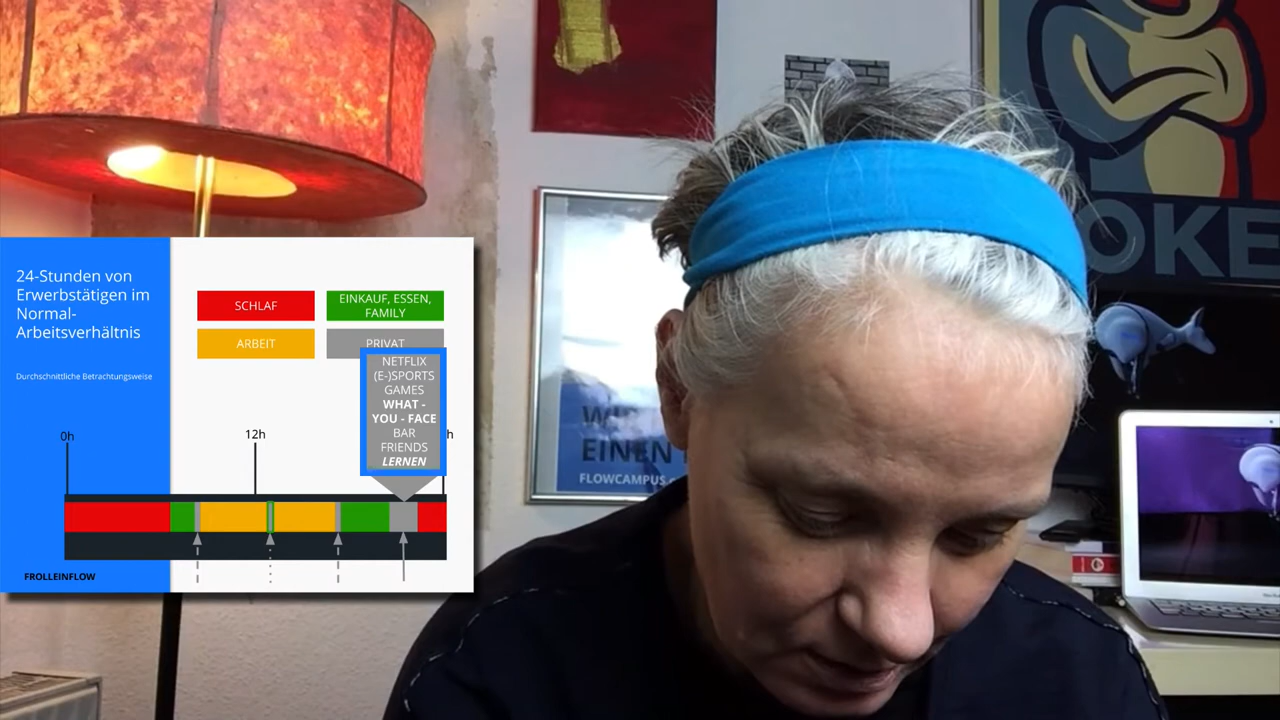 24-Stunden von
Erwerbstätigen im
Normal-
Arbeitsverhältnis
Durchschnittliche Betrachtungsweise
SCHLAF
EINKAUF, ESSEN,
FAMILY
ARBEIT
PRIVAT
NETFLIX
(E-)SPORTS
GAMES
WHAT -
YOU - FACE
BAR
FRIENDS
LERNEN
0h
12h
h
FROLLEINFLOW
EINEN
FLOWCAMPUS
OKE